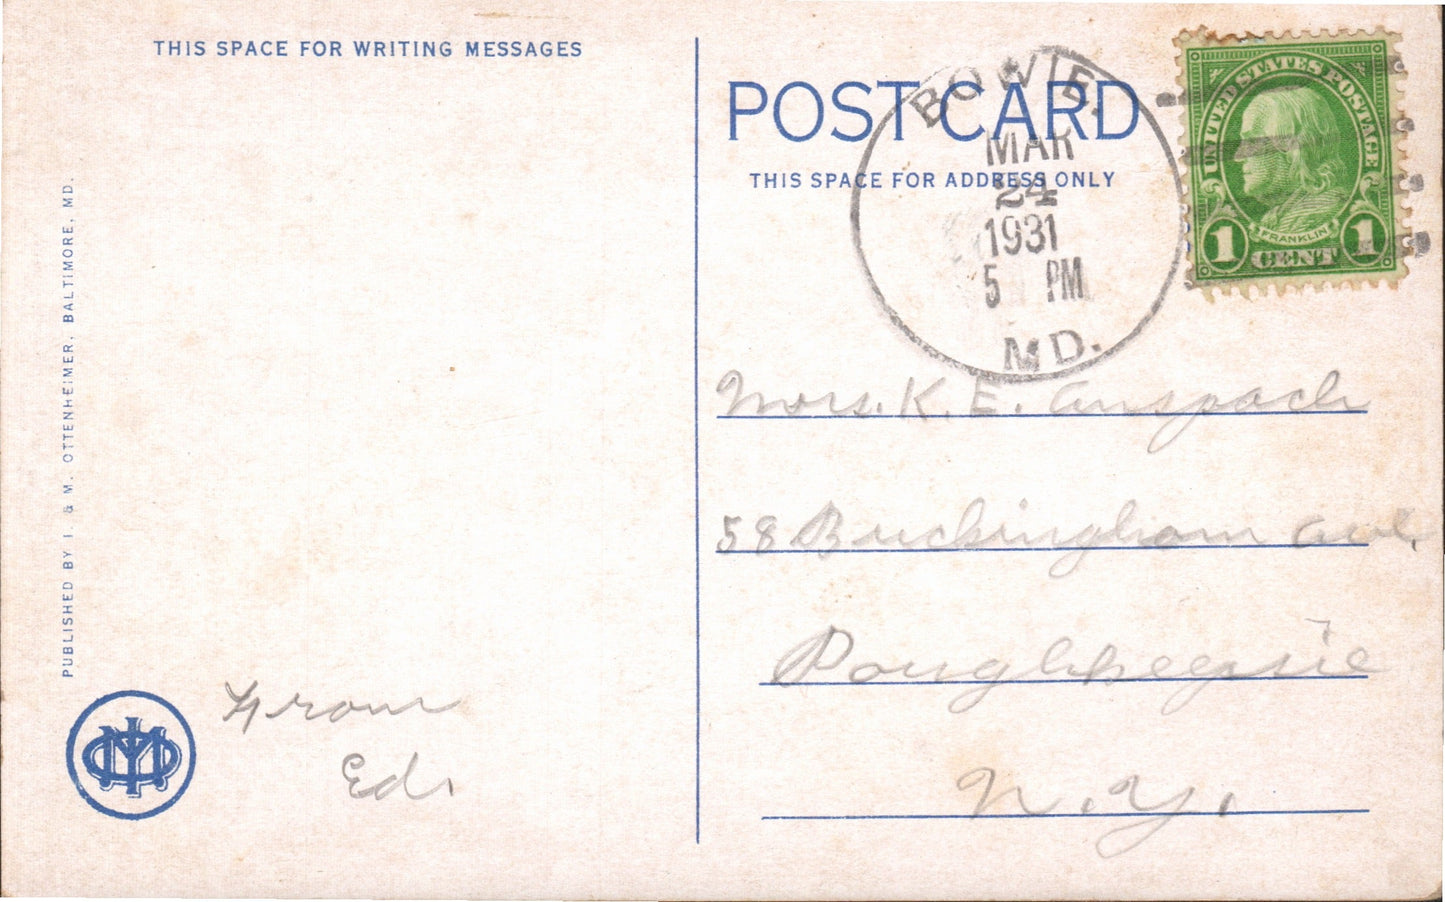 THIS SPACE FOR WRITING MESSAGES
PUBLISHED BY I. & M. OTTENHEIMER, BALTIMORE, MD.
From
Ed.
POST CARD
THIS SPACE FOR ADDRESS ONLY
BOWIE.
MAR
24
1931
5 PM
MD.
UNITED STATES POSTAGE
FRANKLIN
1 CENT 1
Mrs. K. E. Anspach
58 Buckingham Ave.
Poughkeepsie
N.Y.